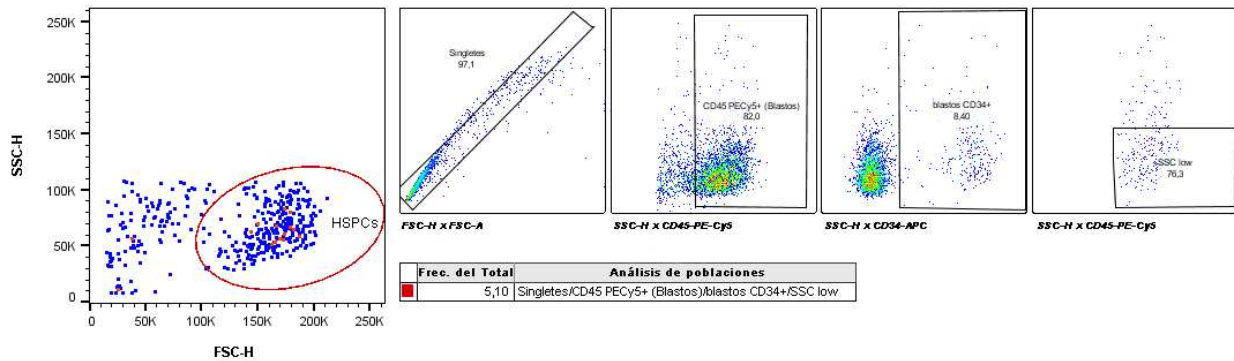 250K
200K
150K
100K
50K
0
SSC-H
HSPCs
0 50K 100K 150K 200K 250K
FSC-H
Singletes
97,1
FSC-H x FSC-A
CD45 PECy5+ (Blastos)
82,0
SSC-H x CD45-PE-Cy5
blastos CD34+
8,40
SSC-H x CD34-APC
SSC low
76,3
SSC-H x CD45-PE-Cy5
Frec. del Total Análisis de poblaciones
5,10 Singletes/CD45 PECy5+ (Blastos)/blastos CD34+/SSC low